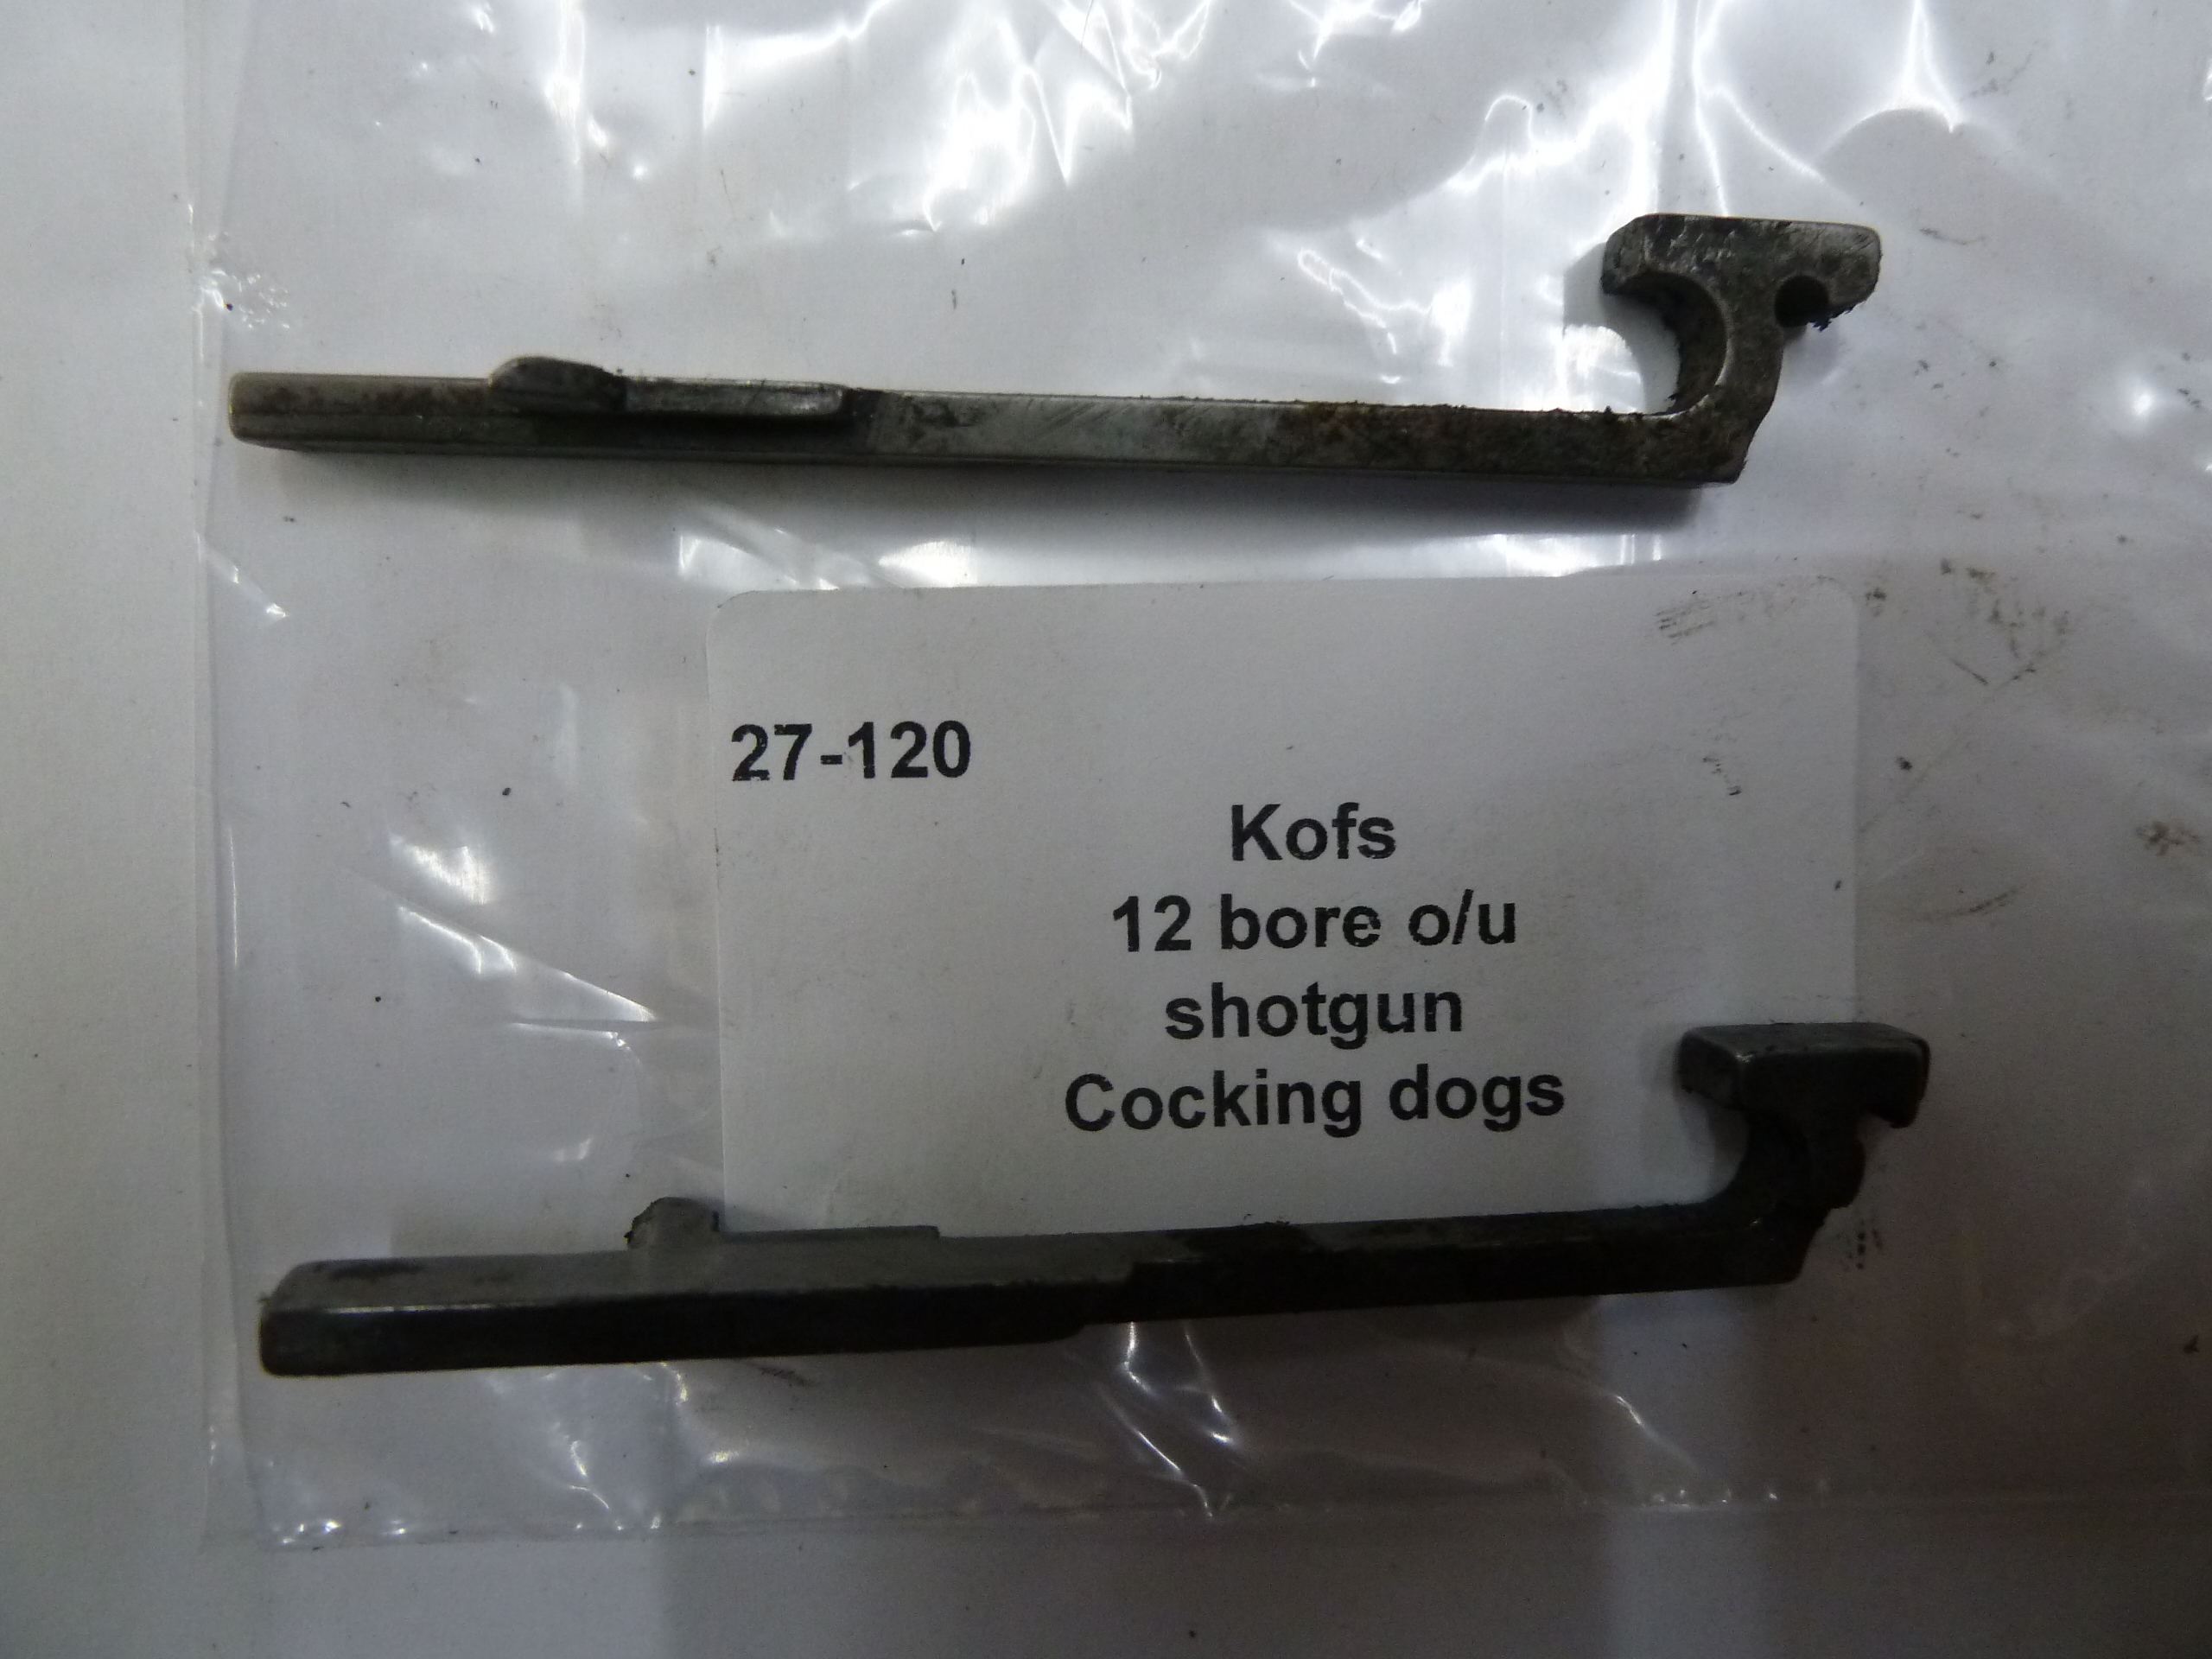 27-120
Kofs
12 bore o/u
shotgun
Cocking dogs